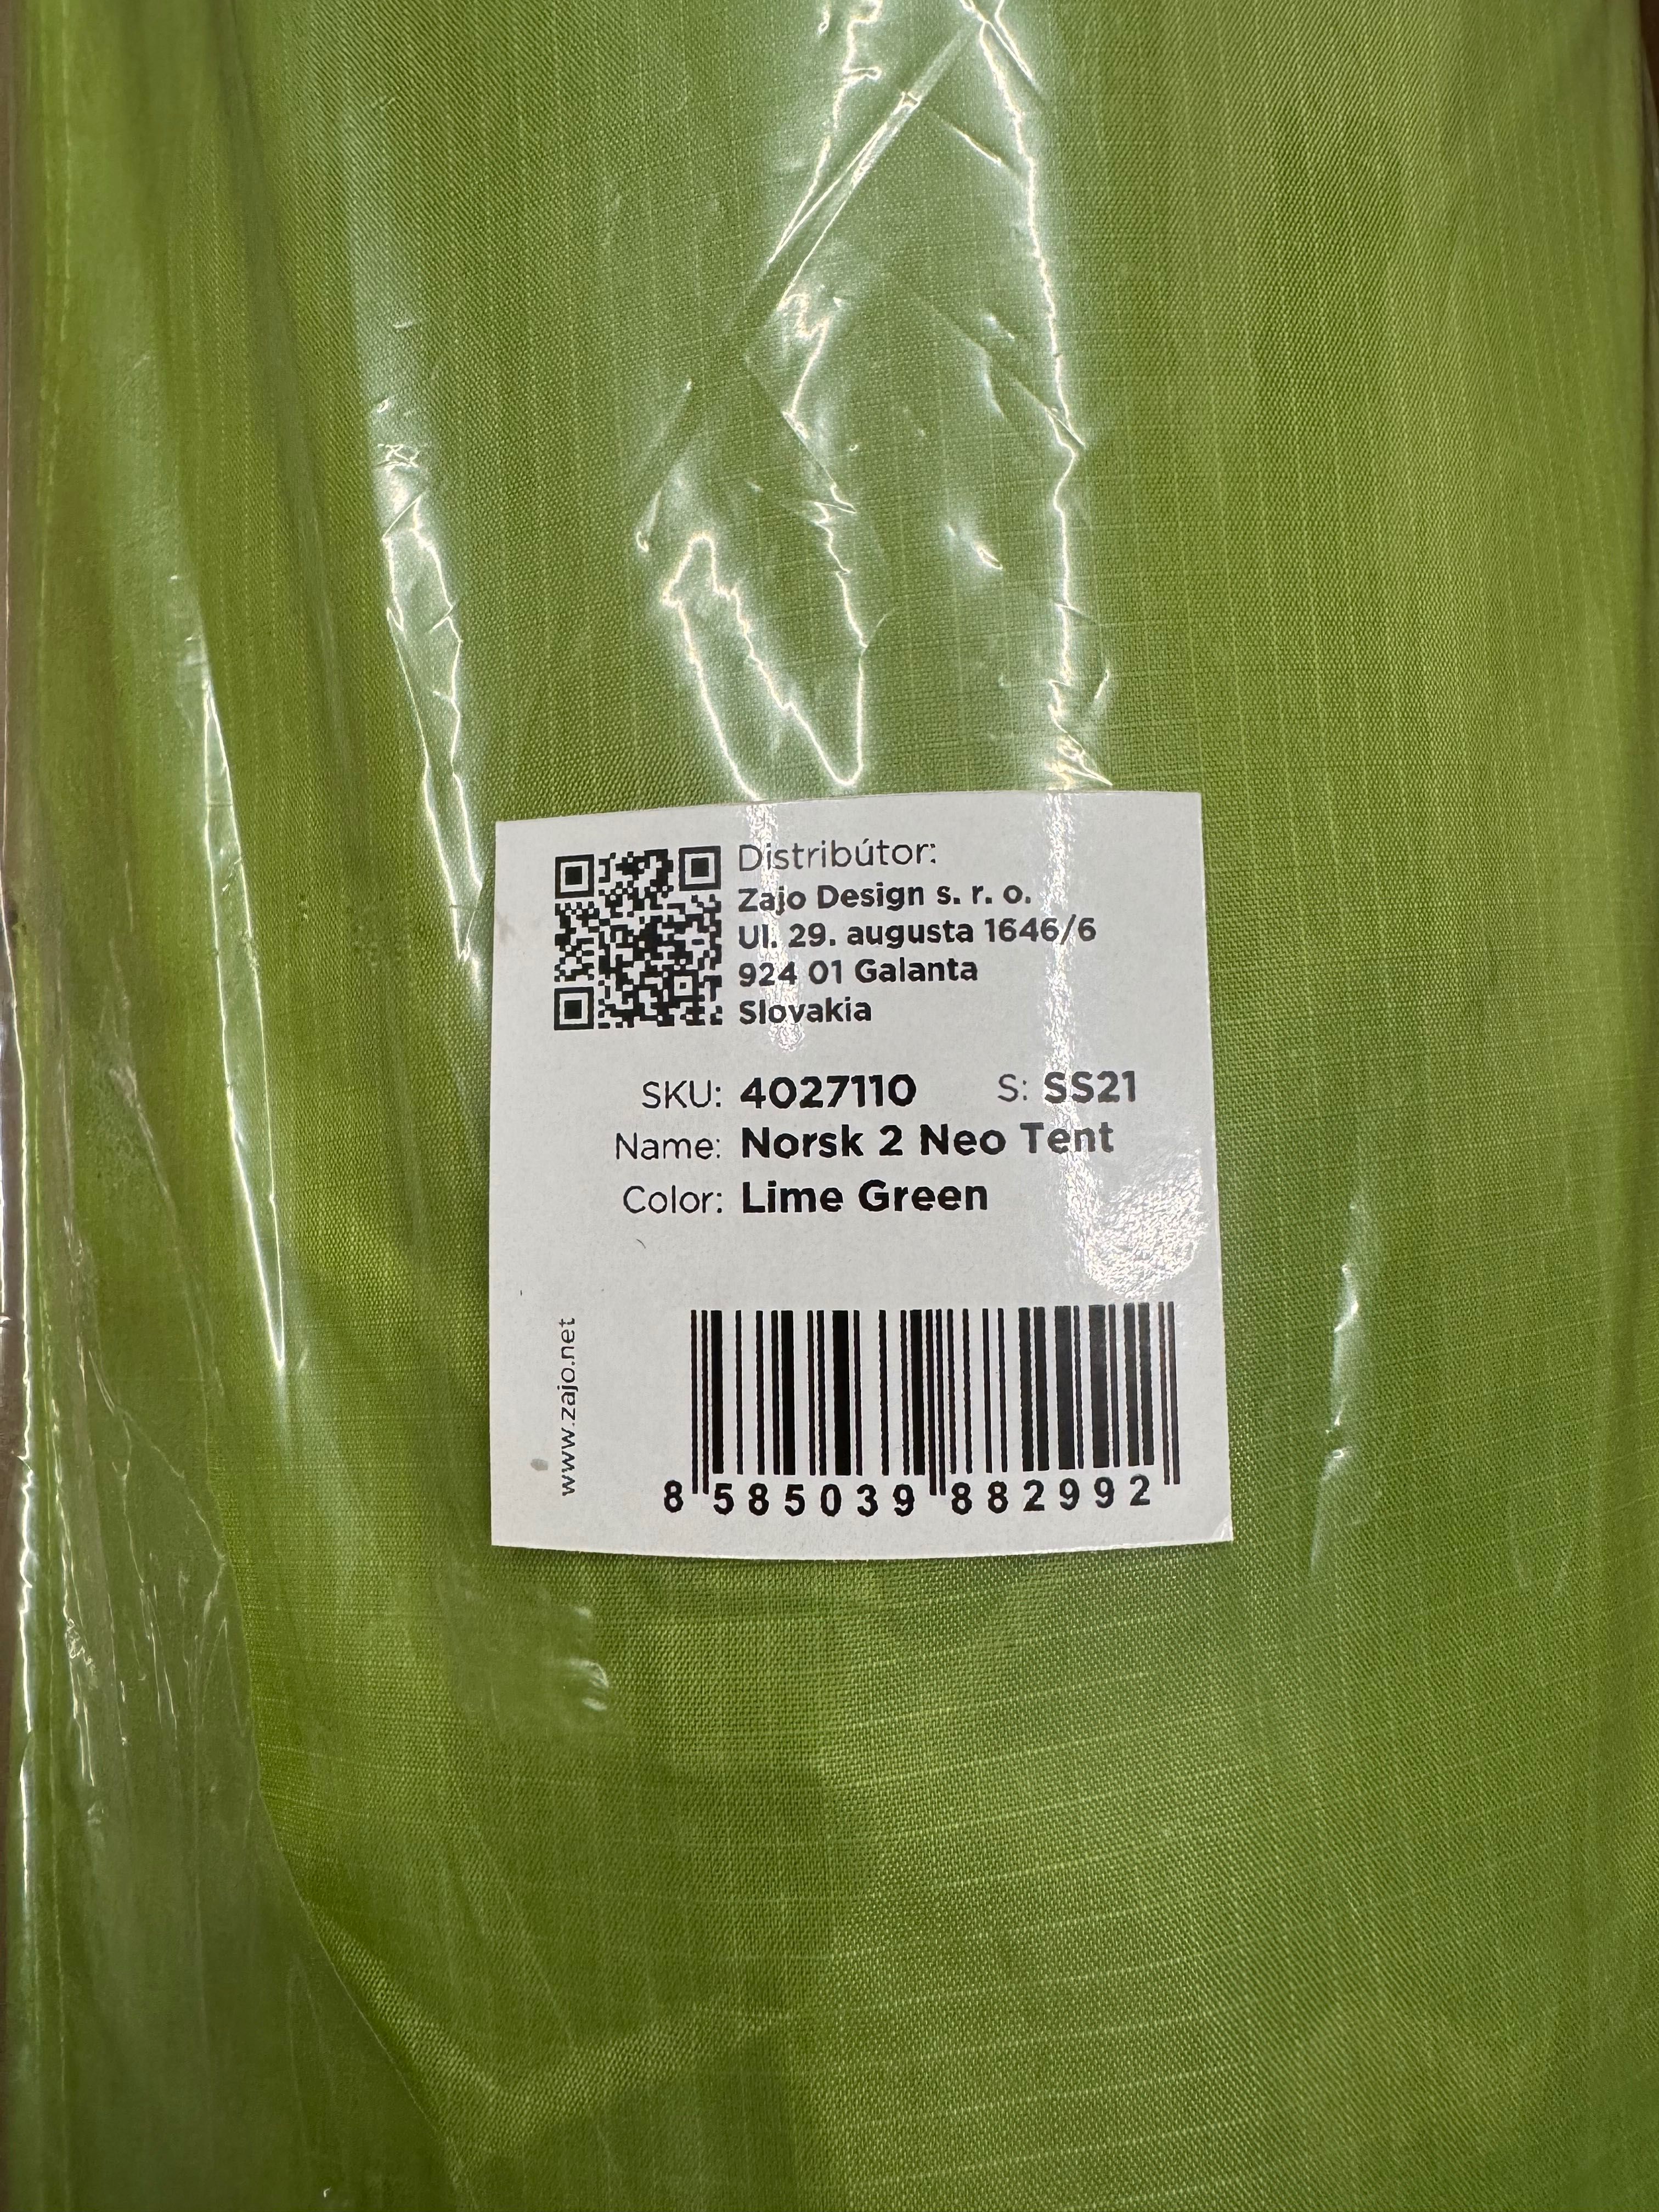 Distribútor:
Zajo Design s. r. o.
Ul. 29. augusta 1646/6
924 01 Galanta
Slovakia
SKU: 4027110 S: SS21
Name: Norsk 2 Neo Tent
Color: Lime Green
www.zajo.net
8 585039 882992